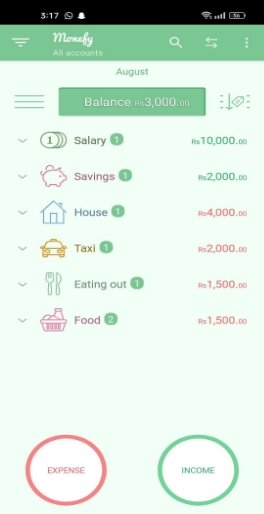 3:17
56
Monefy
All accounts
August
Balance Rs3,000.00
Salary 1 Rs10,000.00
Savings 1 Rs2,000.00
House 1 Rs4,000.00
Taxi 1 Rs2,000.00
Eating out 1 Rs1,500.00
Food 2 Rs1,500.00
EXPENSE
INCOME